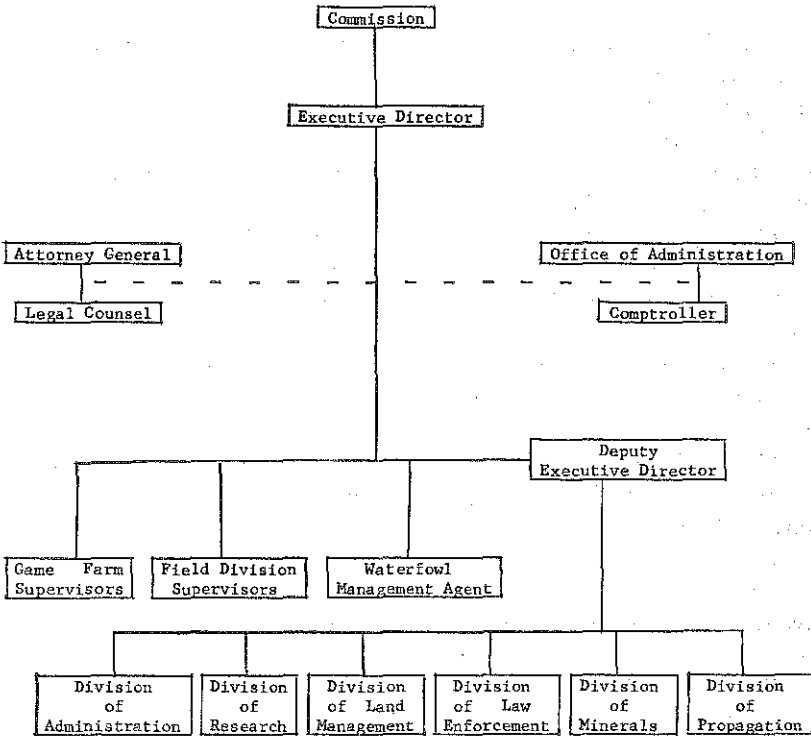 Commission
Executive Director
Attorney General
Office of Administration
Legal Counsel
Comptroller
Deputy
Executive Director
Game Farm
Supervisors
Field Division
Supervisors
Waterfowl
Management Agent
Division
of
Administration
Division
of
Research
Division
of Land
Management
Division
of Law
Enforcement
Division
of
Minerals
Division
of
Propagation